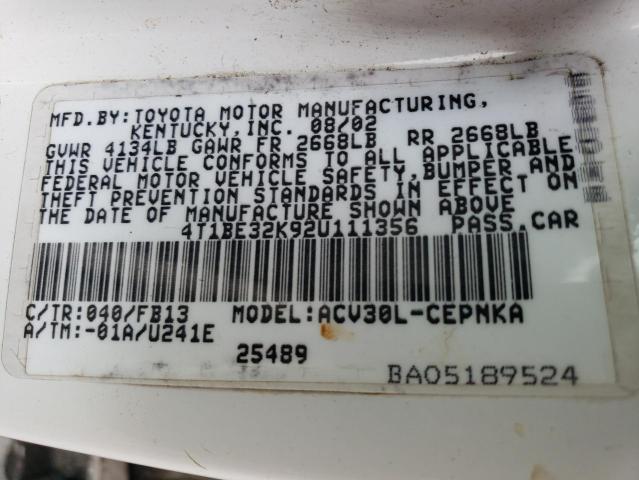 MFD.BY:TOYOTA MOTOR MANUFACTURING,
KENTUCKY,INC. 08/02
GVWR 4134LB GAWR FR 2668LB RR 2668LB
THIS VEHICLE CONFORMS TO ALL APPLICABLE
FEDERAL MOTOR VEHICLE SAFETY,BUMPER AND
THEFT PREVENTION STANDARDS IN EFFECT ON
THE DATE OF MANUFACTURE SHOWN ABOVE
4T1BE32K92U111356 PASS.CAR
C/TR:040/FB13 MODEL:ACV30L-CEPNKA
A/TM:-01A/U241E
25489
BA05189524